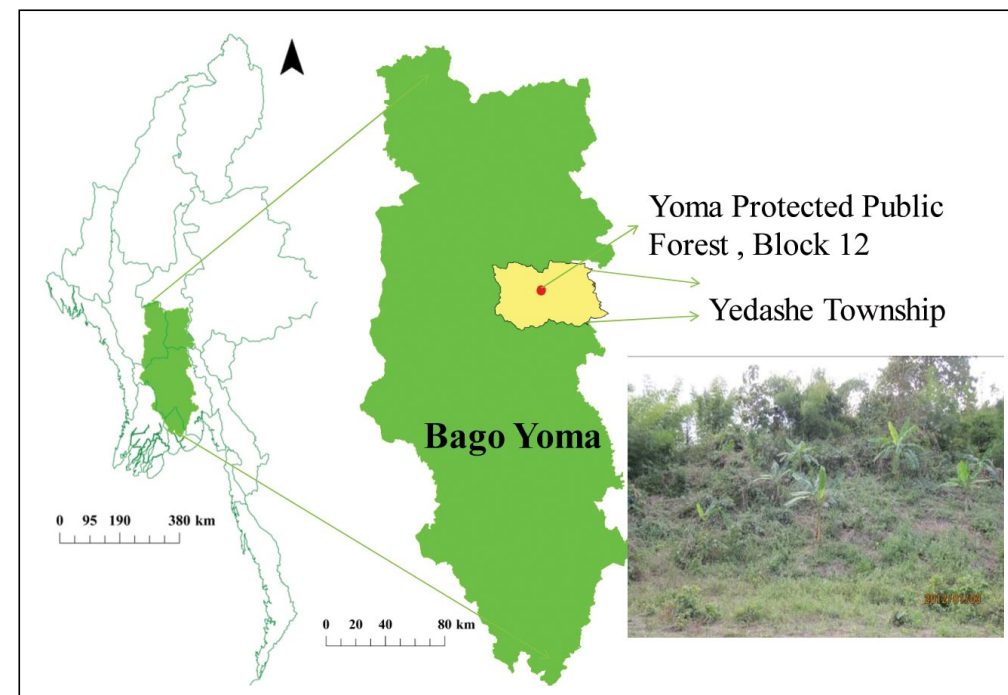 Yoma Protected Public
Forest , Block 12
Yedashe Township
Bago Yoma
0 95 190 380 km
0 20 40 80 km